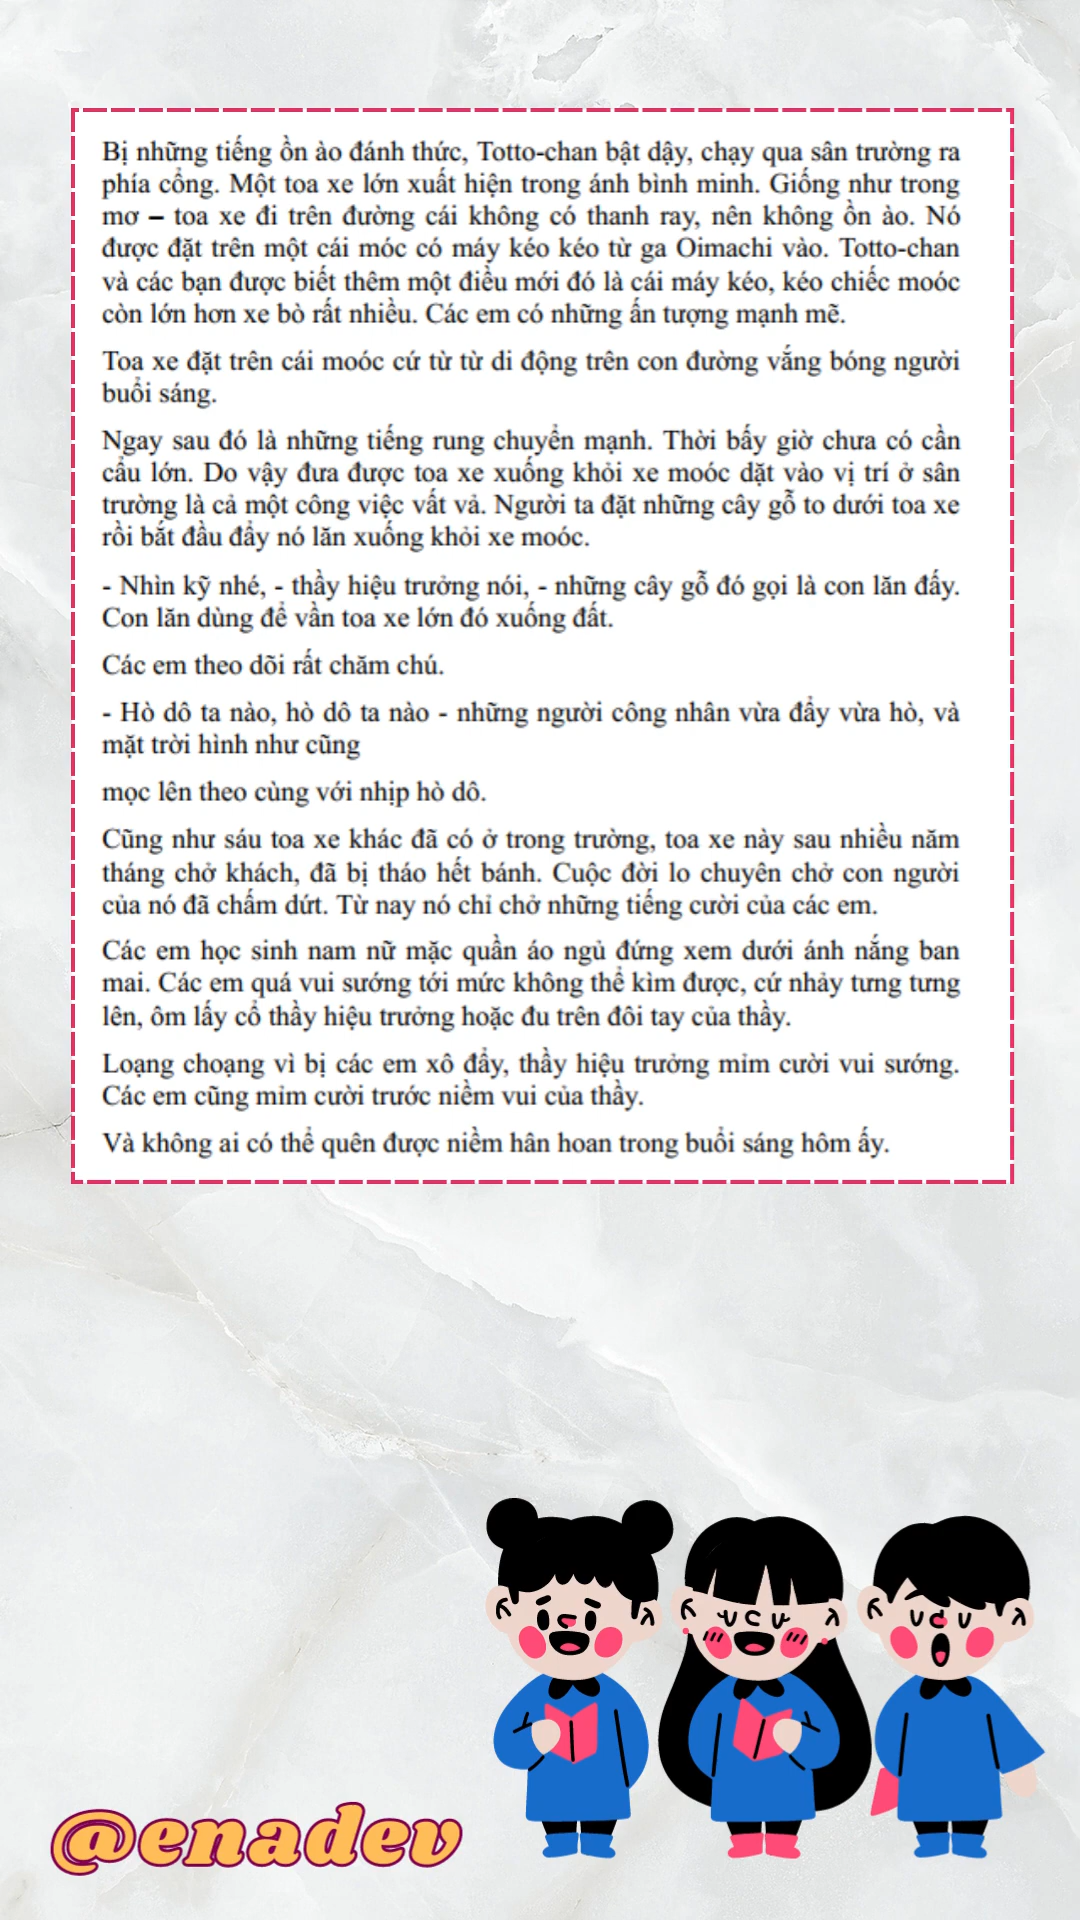 Bị những tiếng ồn ào đánh thức, Totto-chan bật dậy, chạy qua sân trường ra
phía cổng. Một toa xe lớn xuất hiện trong ánh bình minh. Giống như trong
mơ – toa xe đi trên đường cái không có thanh ray, nên không ồn ào. Nó
được đặt trên một cái móc có máy kéo kéo từ ga Oimachi vào. Totto-chan
và các bạn được biết thêm một điều mới đó là cái máy kéo, kéo chiếc moóc
còn lớn hơn xe bò rất nhiều. Các em có những ấn tượng mạnh mẽ.
Toa xe đặt trên cái moóc cứ từ từ di động trên con đường vắng bóng người
buổi sáng.
Ngay sau đó là những tiếng rung chuyển mạnh. Thời bấy giờ chưa có cần
cẩu lớn. Do vậy đưa được toa xe xuống khỏi xe moóc dặt vào vị trí ở sân
trường là cả một công việc vất vả. Người ta đặt những cây gỗ to dưới toa xe
rồi bắt đầu đẩy nó lăn xuống khỏi xe moóc.
- Nhìn kỹ nhé, - thầy hiệu trưởng nói, - những cây gỗ đó gọi là con lăn đấy.
Con lăn dùng để vần toa xe lớn đó xuống đất.
Các em theo dõi rất chăm chú.
- Hò dô ta nào, hò dô ta nào - những người công nhân vừa đẩy vừa hò, và
mặt trời hình như cũng
mọc lên theo cùng với nhịp hò dô.
Cũng như sáu toa xe khác đã có ở trong trường, toa xe này sau nhiều năm
tháng chở khách, đã bị tháo hết bánh. Cuộc đời lo chuyên chở con người
của nó đã chấm dứt. Từ nay nó chỉ chở những tiếng cười của các em.
Các em học sinh nam nữ mặc quần áo ngủ đứng xem dưới ánh nắng ban
mai. Các em quá vui sướng tới mức không thể kìm được, cứ nhảy tưng tưng
lên, ôm lấy cổ thầy hiệu trưởng hoặc đu trên đôi tay của thầy.
Loạng choạng vì bị các em xô đẩy, thầy hiệu trưởng mỉm cười vui sướng.
Các em cũng mỉm cười trước niềm vui của thầy.
Và không ai có thể quên được niềm hân hoan trong buổi sáng hôm ấy.
@enadev